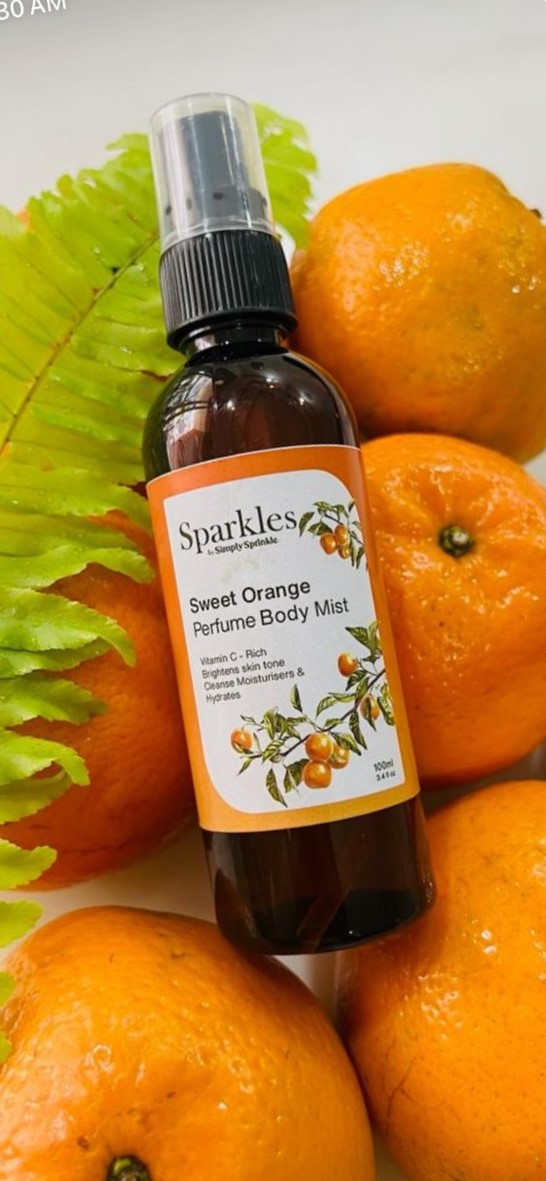 30 AM
Sparkles
by Simply Sprinkle
Sweet Orange
Perfume Body Mist
Vitamin C - Rich
Brightens skin tone
Cleanse Moisturisers &
Hydrates
100ml
3.4 fl oz